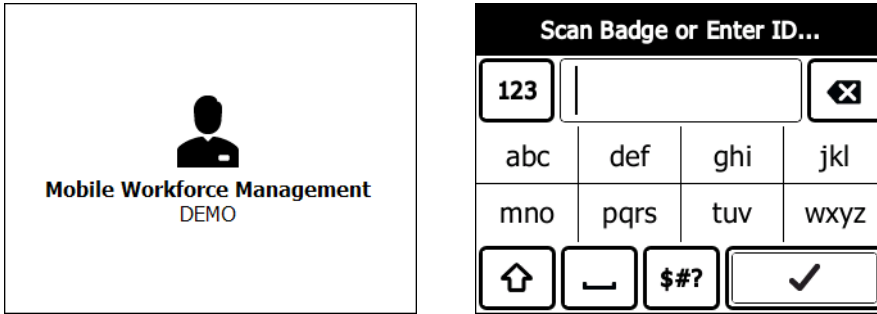 Mobile Workforce Management
DEMO
Scan Badge or Enter ID...
123
abc def ghi jkl
mno pqrs tuv wxyz
$#?